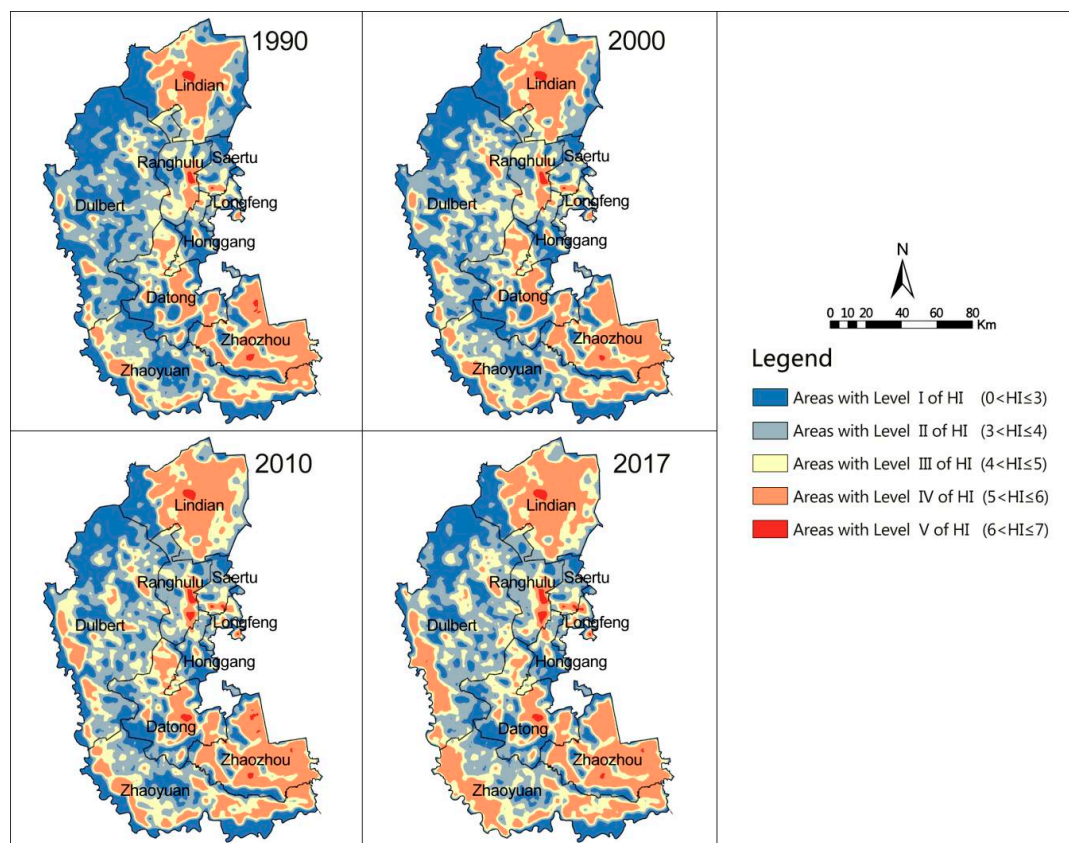 1990
Lindian
Ranghulu
Saertu
Dulbert
Longfeng
Honggang
Datong
Zhaozhou
Zhaoyuan
2000
Lindian
Ranghulu
Saertu
Dulbert
Longfeng
Honggang
Datong
Zhaozhou
Zhaoyuan
N
0 10 20 40 60 80
Km
Legend
Areas with Level I of HI (0<HI≤3)
Areas with Level II of HI (3<HI≤4)
Areas with Level III of HI (4<HI≤5)
Areas with Level IV of HI (5<HI≤6)
Areas with Level V of HI (6<HI≤7)
2010
Lindian
Ranghulu
Saertu
Dulbert
Longfeng
Honggang
Datong
Zhaozhou
Zhaoyuan
2017
Lindian
Ranghulu
Saertu
Dulbert
Longfeng
Honggang
Datong
Zhaozhou
Zhaoyuan